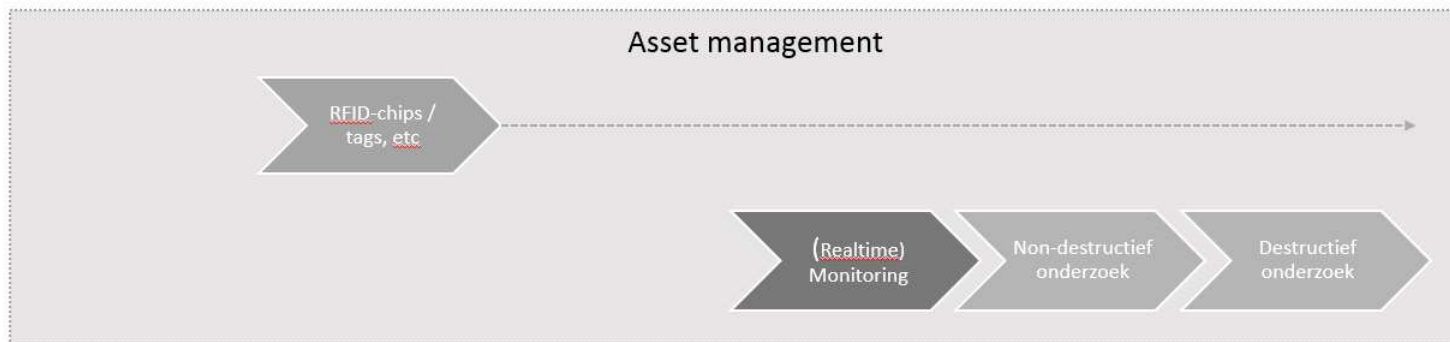 Asset management
RFID-chips /
tags, etc
(Realtime)
Monitoring
Non-destructief
onderzoek
Destructief
onderzoek